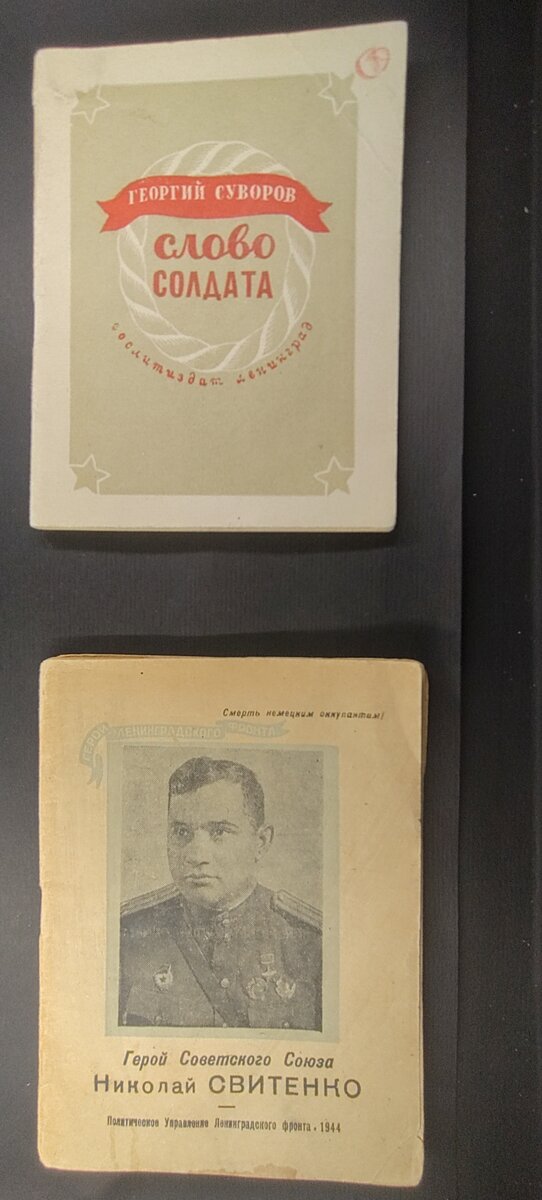 ГЕОРГИЙ СУВОРОВ
слово
СОЛДАТА
гослитиздат ленинград
Смерть немецким оккупантам!
ГЕРОИ ЛЕНИНГРАДСКОГО ФРОНТА
Герой Советского Союза
Николай СВИТЕНКО
Политическое Управление Ленинградского фронта • 1944